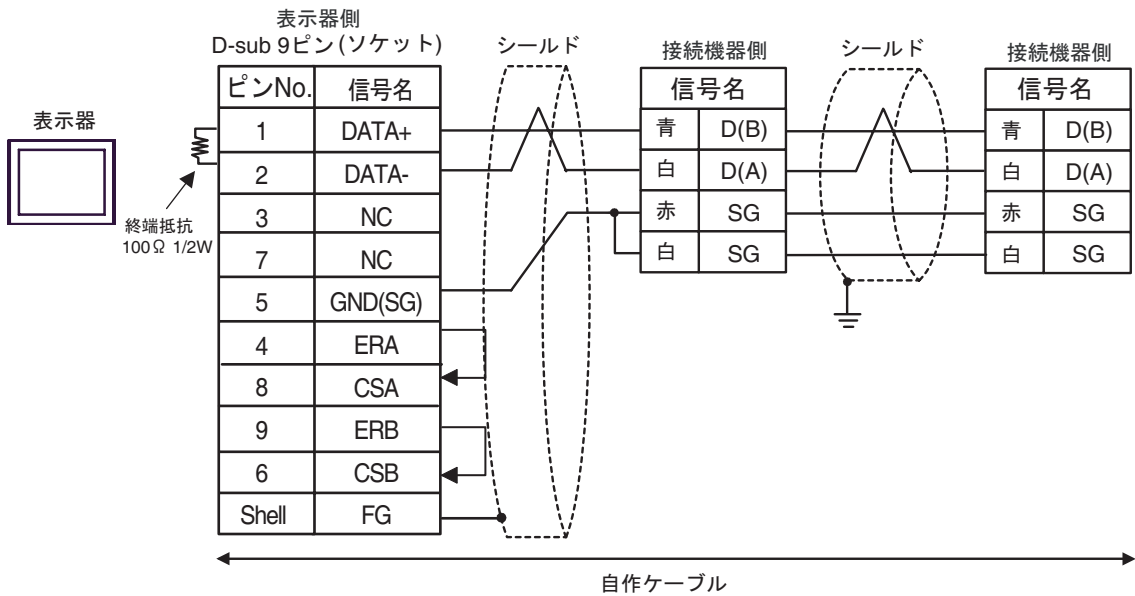 表示器
終端抵抗
100Ω 1/2W
表示器側
D-sub 9ピン(ソケット)
ピンNo. 信号名
1 DATA+
2 DATA-
3 NC
7 NC
5 GND(SG)
4 ERA
8 CSA
9 ERB
6 CSB
Shell FG
シールド
接続機器側
信号名
青 D(B)
白 D(A)
赤 SG
白 SG
シールド
接続機器側
信号名
青 D(B)
白 D(A)
赤 SG
白 SG
自作ケーブル